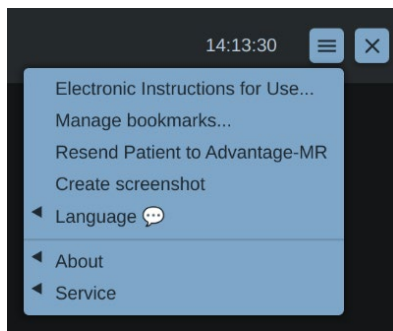 14:13:30
Electronic Instructions for Use...
Manage bookmarks...
Resend Patient to Advantage-MR
Create screenshot
Language 💬
About
Service